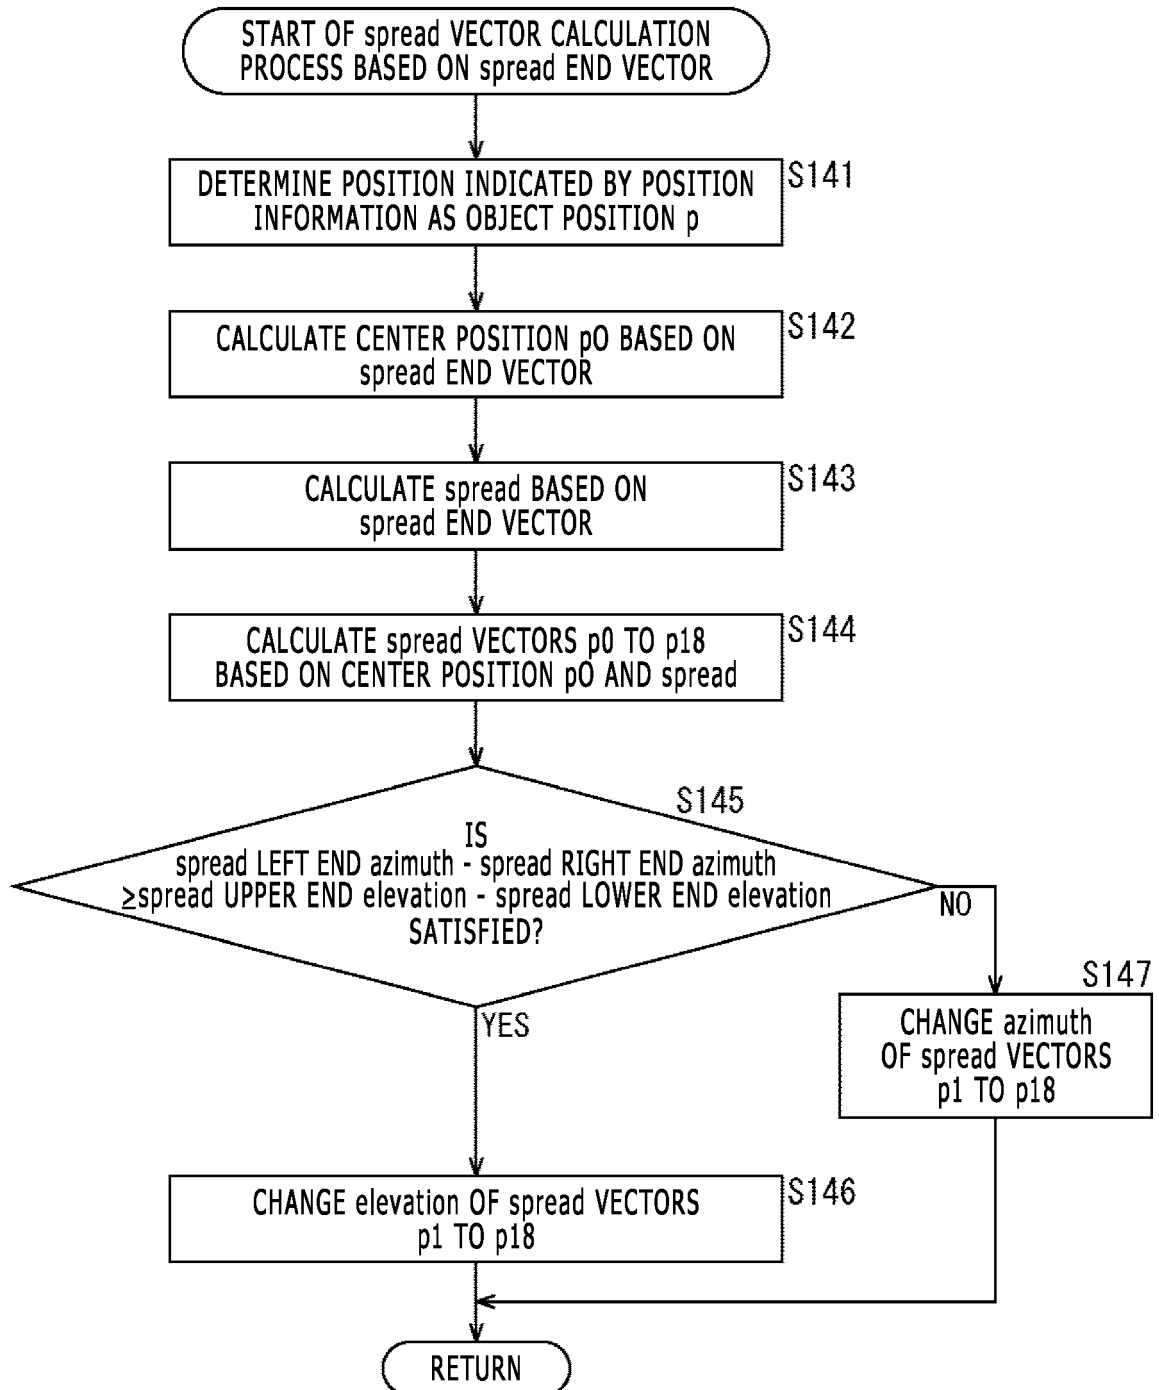 START OF spread VECTOR CALCULATION
PROCESS BASED ON spread END VECTOR
S141
DETERMINE POSITION INDICATED BY POSITION
INFORMATION AS OBJECT POSITION p
S142
CALCULATE CENTER POSITION pO BASED ON
spread END VECTOR
S143
CALCULATE spread BASED ON
spread END VECTOR
S144
CALCULATE spread VECTORS p0 TO p18
BASED ON CENTER POSITION pO AND spread
S145
IS
spread LEFT END azimuth - spread RIGHT END azimuth
≥spread UPPER END elevation - spread LOWER END elevation
SATISFIED?
NO
YES
S147
CHANGE azimuth
OF spread VECTORS
p1 TO p18
S146
CHANGE elevation OF spread VECTORS
p1 TO p18
RETURN